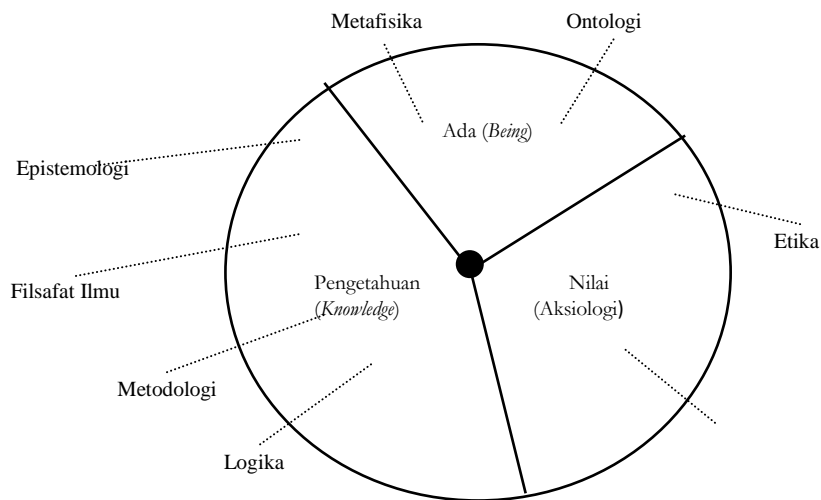 Metafisika
Ontologi
Ada (Being)
Epistemologi
Etika
Filsafat Ilmu
Pengetahuan
(Knowledge)
Nilai
(Aksiologi)
Metodologi
Logika